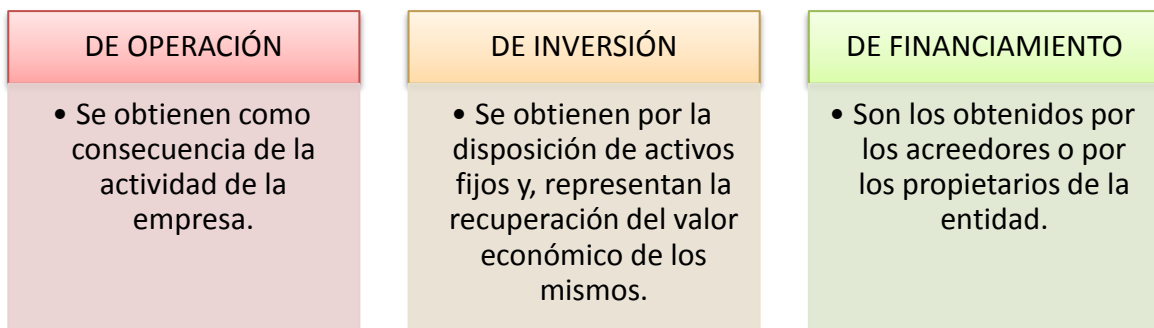 DE OPERACIÓN
• Se obtienen como
consecuencia de la
actividad de la
empresa.
DE INVERSIÓN
• Se obtienen por la
disposición de activos
fijos y, representan la
recuperación del valor
económico de los
mismos.
DE FINANCIAMIENTO
• Son los obtenidos por
los acreedores o por
los propietarios de la
entidad.